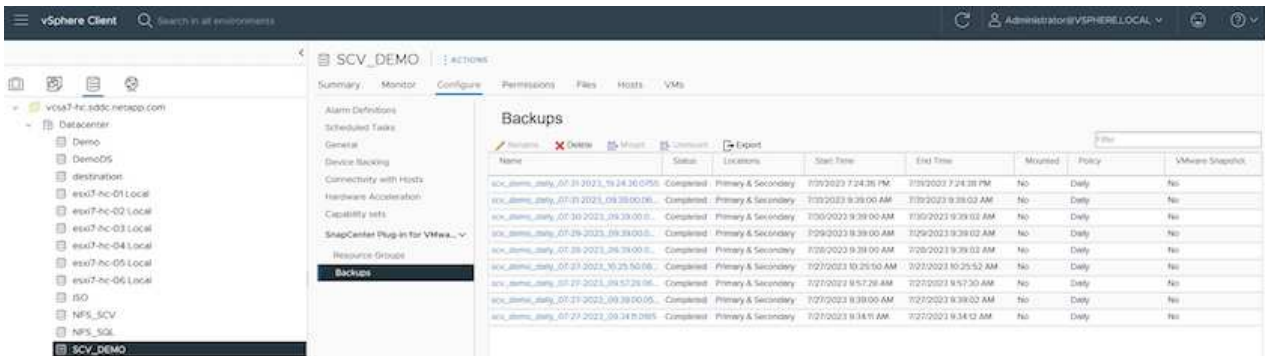 vSphere Client Search in all environments Administrator@VSPHERE.LOCAL
SCV_DEMO ACTIONS
Summary Monitor Configure Permissions Files Hosts VMs
vcsa7-hc.sddc.netapp.com
Datacenter
Demo
DemoDS
destination
esxi7-hc-01 Local
esxi7-hc-02 Local
esxi7-hc-03 Local
esxi7-hc-04 Local
esxi7-hc-05 Local
esxi7-hc-06 Local
ISO
NFS_SCV
NFS_SQL
SCV_DEMO
Alarm Definitions
Scheduled Tasks
General
Device Backing
Connectivity with Hosts
Hardware Acceleration
Capability sets
SnapCenter Plug-in for VMwa...
Resource Groups
Backups
Backups
Rename Delete Mount Unmount Export Filter
Name Status Locations Start Time End Time Mounted Policy VMware Snapshot
Completed Primary & Secondary 7/31/2023 7:24:36 PM 7/31/2023 7:24:38 PM No Daily No
Completed Primary & Secondary 7/31/2023 9:39:00 AM 7/31/2023 9:39:02 AM No Daily No
Completed Primary & Secondary 7/30/2023 9:39:00 AM 7/30/2023 9:39:02 AM No Daily No
Completed Primary & Secondary 7/29/2023 9:39:00 AM 7/29/2023 9:39:02 AM No Daily No
Completed Primary & Secondary 7/28/2023 9:39:00 AM 7/28/2023 9:39:02 AM No Daily No
Completed Primary & Secondary 7/27/2023 10:25:50 AM 7/27/2023 10:25:52 AM No Daily No
Completed Primary & Secondary 7/27/2023 9:57:28 AM 7/27/2023 9:57:30 AM No Daily No
Completed Primary & Secondary 7/27/2023 9:39:00 AM 7/27/2023 9:39:02 AM No Daily No
Completed Primary & Secondary 7/27/2023 9:34:11 AM 7/27/2023 9:34:12 AM No Daily No